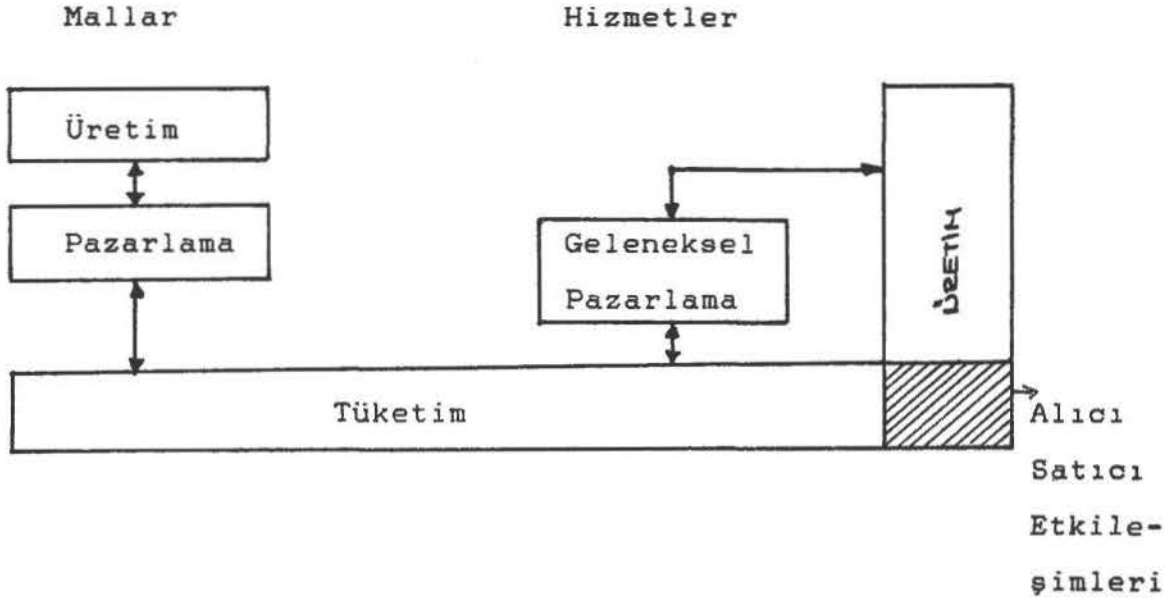 Mallar
Hizmetler
Üretim
Pazarlama
Geleneksel
Pazarlama
ÜRETİM
Tüketim
Alıcı
Satıcı
Etkile-
şimleri